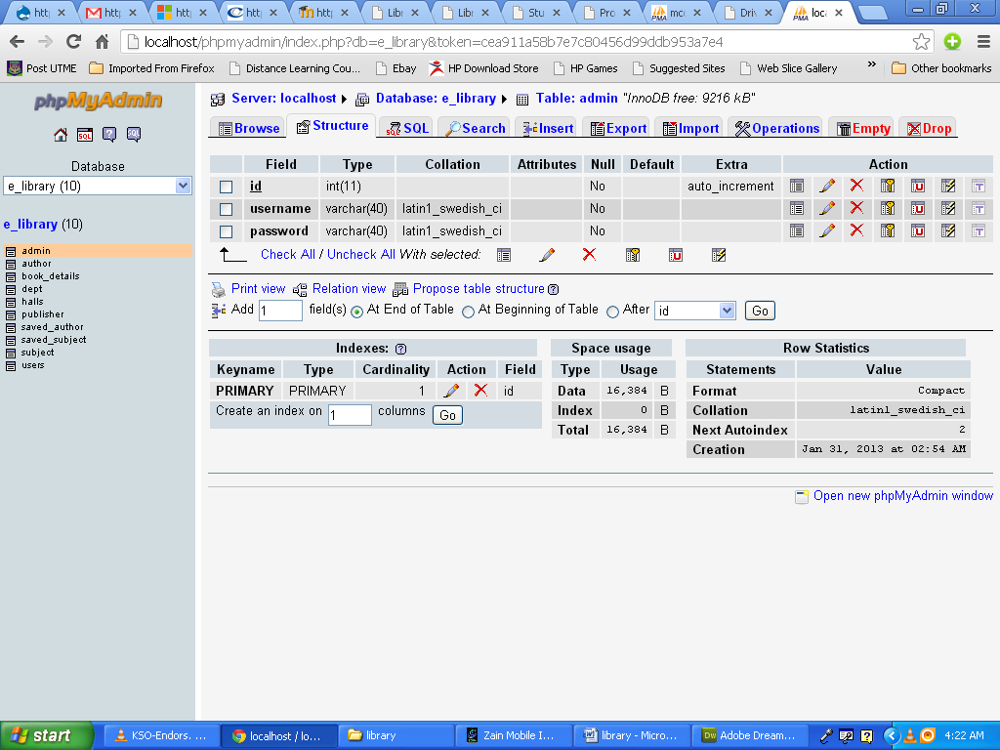 http
http
http
http
http
Libr
Libr
Stu
Pro
PMA
mc
Driv
PMA
loca
localhost/phpmyadmin/index.php?db=e_library&token=cea911a58b7e7c80456d99ddb953a7e4
Post UTME Imported From Firefox Distance Learning Cou... Ebay HP Download Store HP Games Suggested Sites Web Slice Gallery » Other bookmarks
phpMyAdmin
SQL
Database
e_library (10)
e_library (10)
admin
author
book_details
dept
halls
publisher
saved_author
saved_subject
subject
users
Server: localhost Database: e_library Table: admin "InnoDB free: 9216 kB"
Browse Structure SQL Search Insert Export Import Operations Empty Drop
Field Type Collation Attributes Null Default Extra Action
id int(11) No auto_increment
username varchar(40) latin1_swedish_ci No
password varchar(40) latin1_swedish_ci No
Check All / Uncheck All With selected:
Print view Relation view Propose table structure
Add 1 field(s) At End of Table At Beginning of Table After id Go
Indexes:
Keyname Type Cardinality Action Field
PRIMARY PRIMARY 1 id
Create an index on 1 columns Go
Space usage
Type Usage
Data 16,384 B
Index 0 B
Total 16,384 B
Row Statistics
Statements Value
Format Compact
Collation latin1_swedish_ci
Next Autoindex 2
Creation Jan 31, 2013 at 02:54 AM
Open new phpMyAdmin window
start KSO-Endors. ... localhost / lo... library Zain Mobile I... library - Micro... Dw Adobe Dream... 4:22 AM